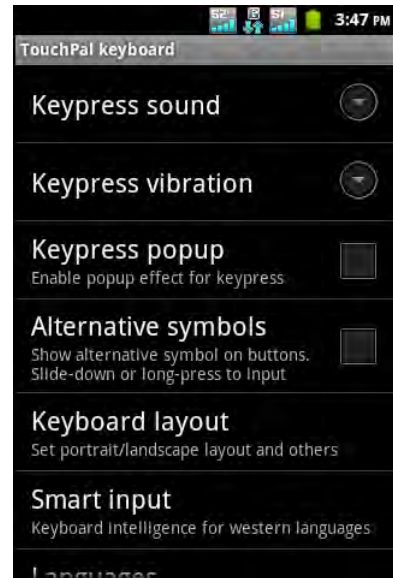 3:47 PM
TouchPal keyboard
Keypress sound
Keypress vibration
Keypress popup
Enable popup effect for keypress
Alternative symbols
Show alternative symbol on buttons.
Slide-down or long-press to input
Keyboard layout
Set portrait/landscape layout and others
Smart input
Keyboard intelligence for western languages
Languages